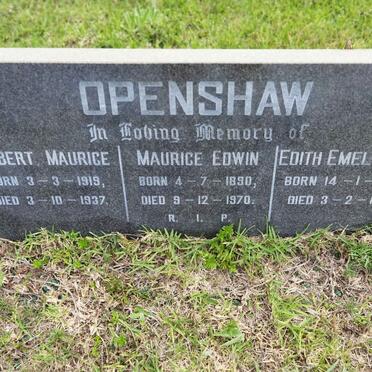 OPENSHAW
In Loving Memory of
BERT MAURICE
BORN 3-3-1919,
DIED 3-10-1937.
MAURICE EDWIN
BORN 4-7-1890,
DIED 9-12-1970.
R. I. P.
EDITH EMEL
BORN 14-1-
DIED 3-2-